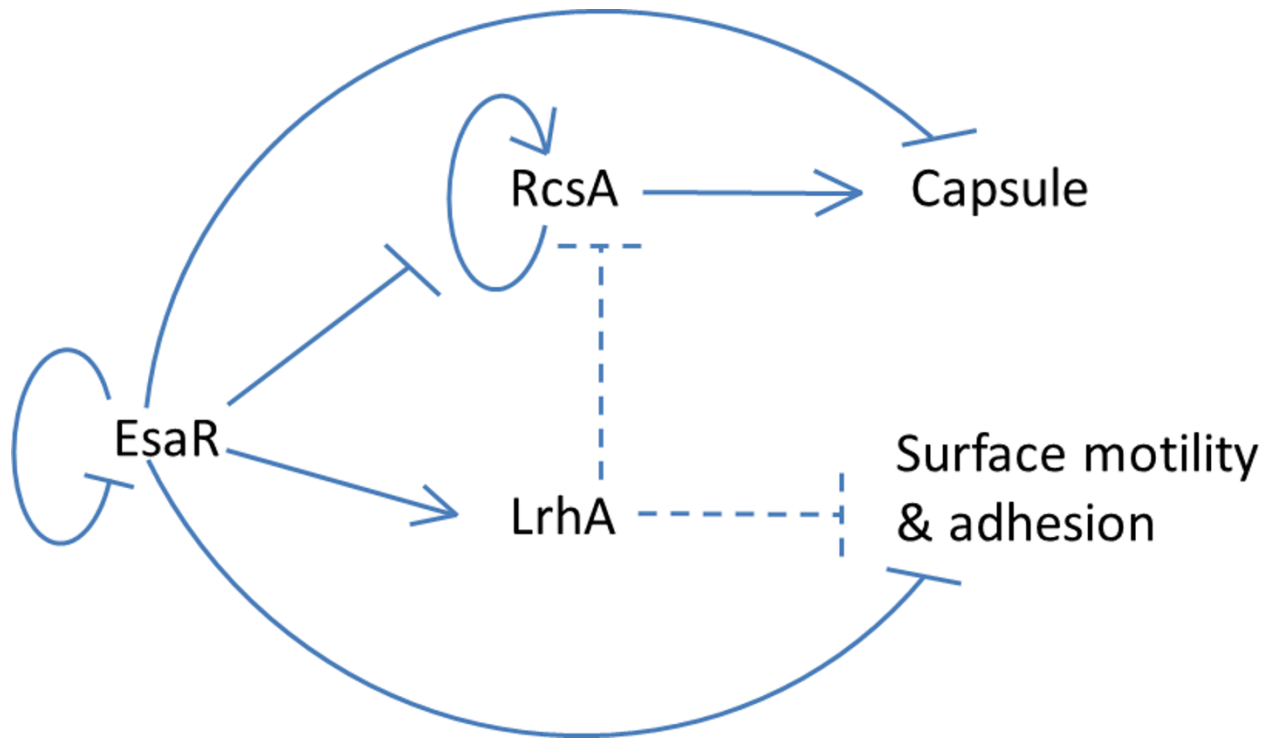 RcsA
Capsule
EsaR
LrhA
Surface motility
& adhesion